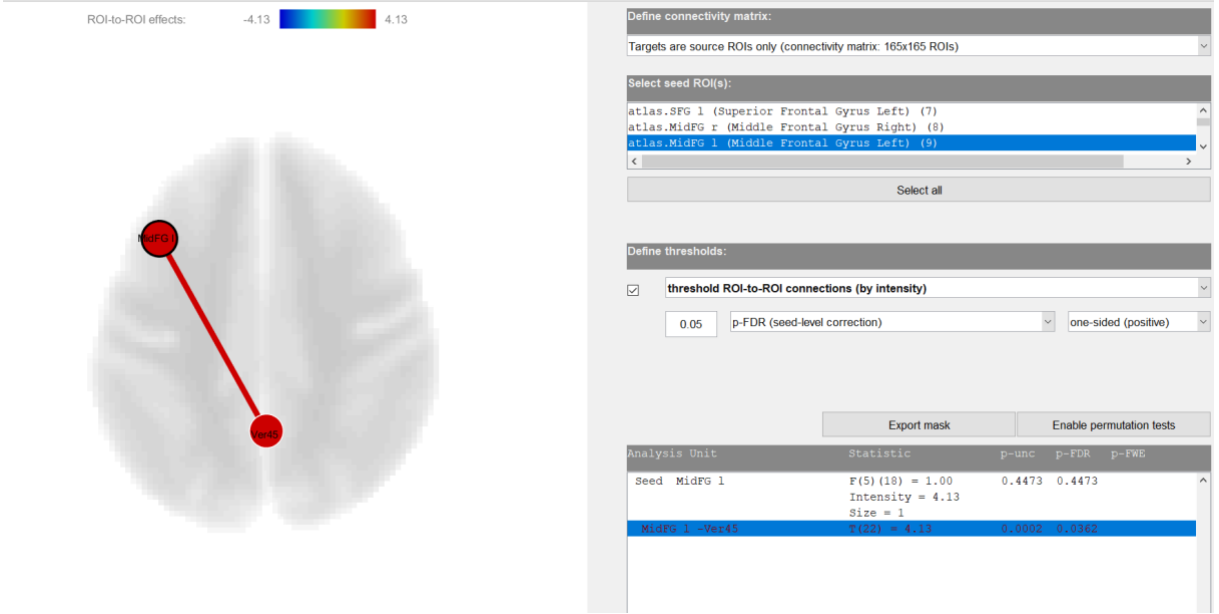 ROI-to-ROI effects: -4.13 4.13
MidFG l
Ver45
Define connectivity matrix:
Targets are source ROIs only (connectivity matrix: 165x165 ROIs)
Select seed ROI(s):
atlas.SFG l (Superior Frontal Gyrus Left) (7)
atlas.MidFG r (Middle Frontal Gyrus Right) (8)
atlas.MidFG l (Middle Frontal Gyrus Left) (9)
Select all
Define thresholds:
threshold ROI-to-ROI connections (by intensity)
0.05 p-FDR (seed-level correction) one-sided (positive)
Export mask Enable permutation tests
Analysis Unit Statistic p-unc p-FDR p-FWE
Seed MidFG l F(5)(18) = 1.00 0.4473 0.4473
Intensity = 4.13
Size = 1
MidFG l -Ver45 T(22) = 4.13 0.0002 0.0362